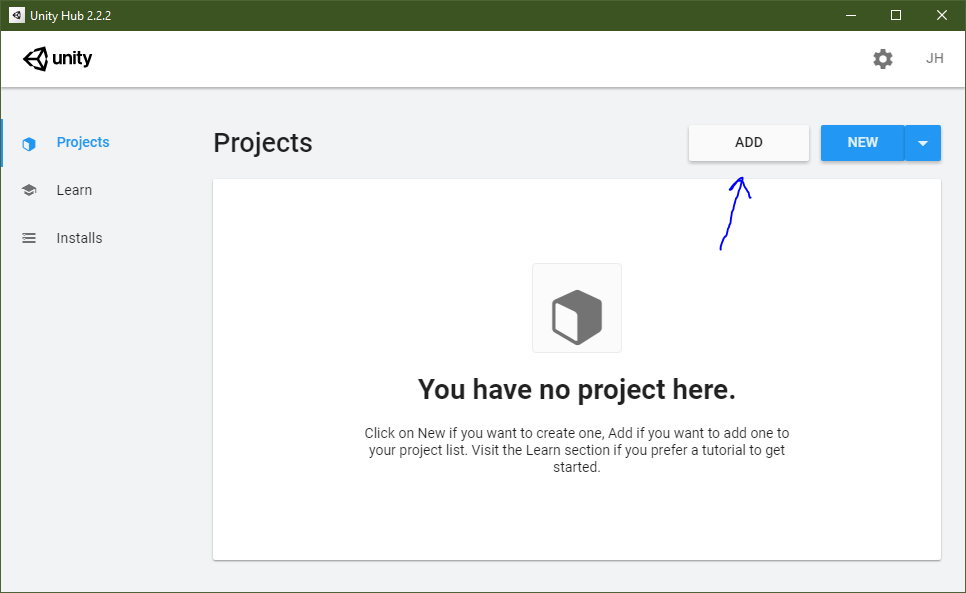 Unity Hub 2.2.2
unity
JH
Projects
Learn
Installs
Projects
ADD
NEW
You have no project here.
Click on New if you want to create one, Add if you want to add one to
your project list. Visit the Learn section if you prefer a tutorial to get
started.